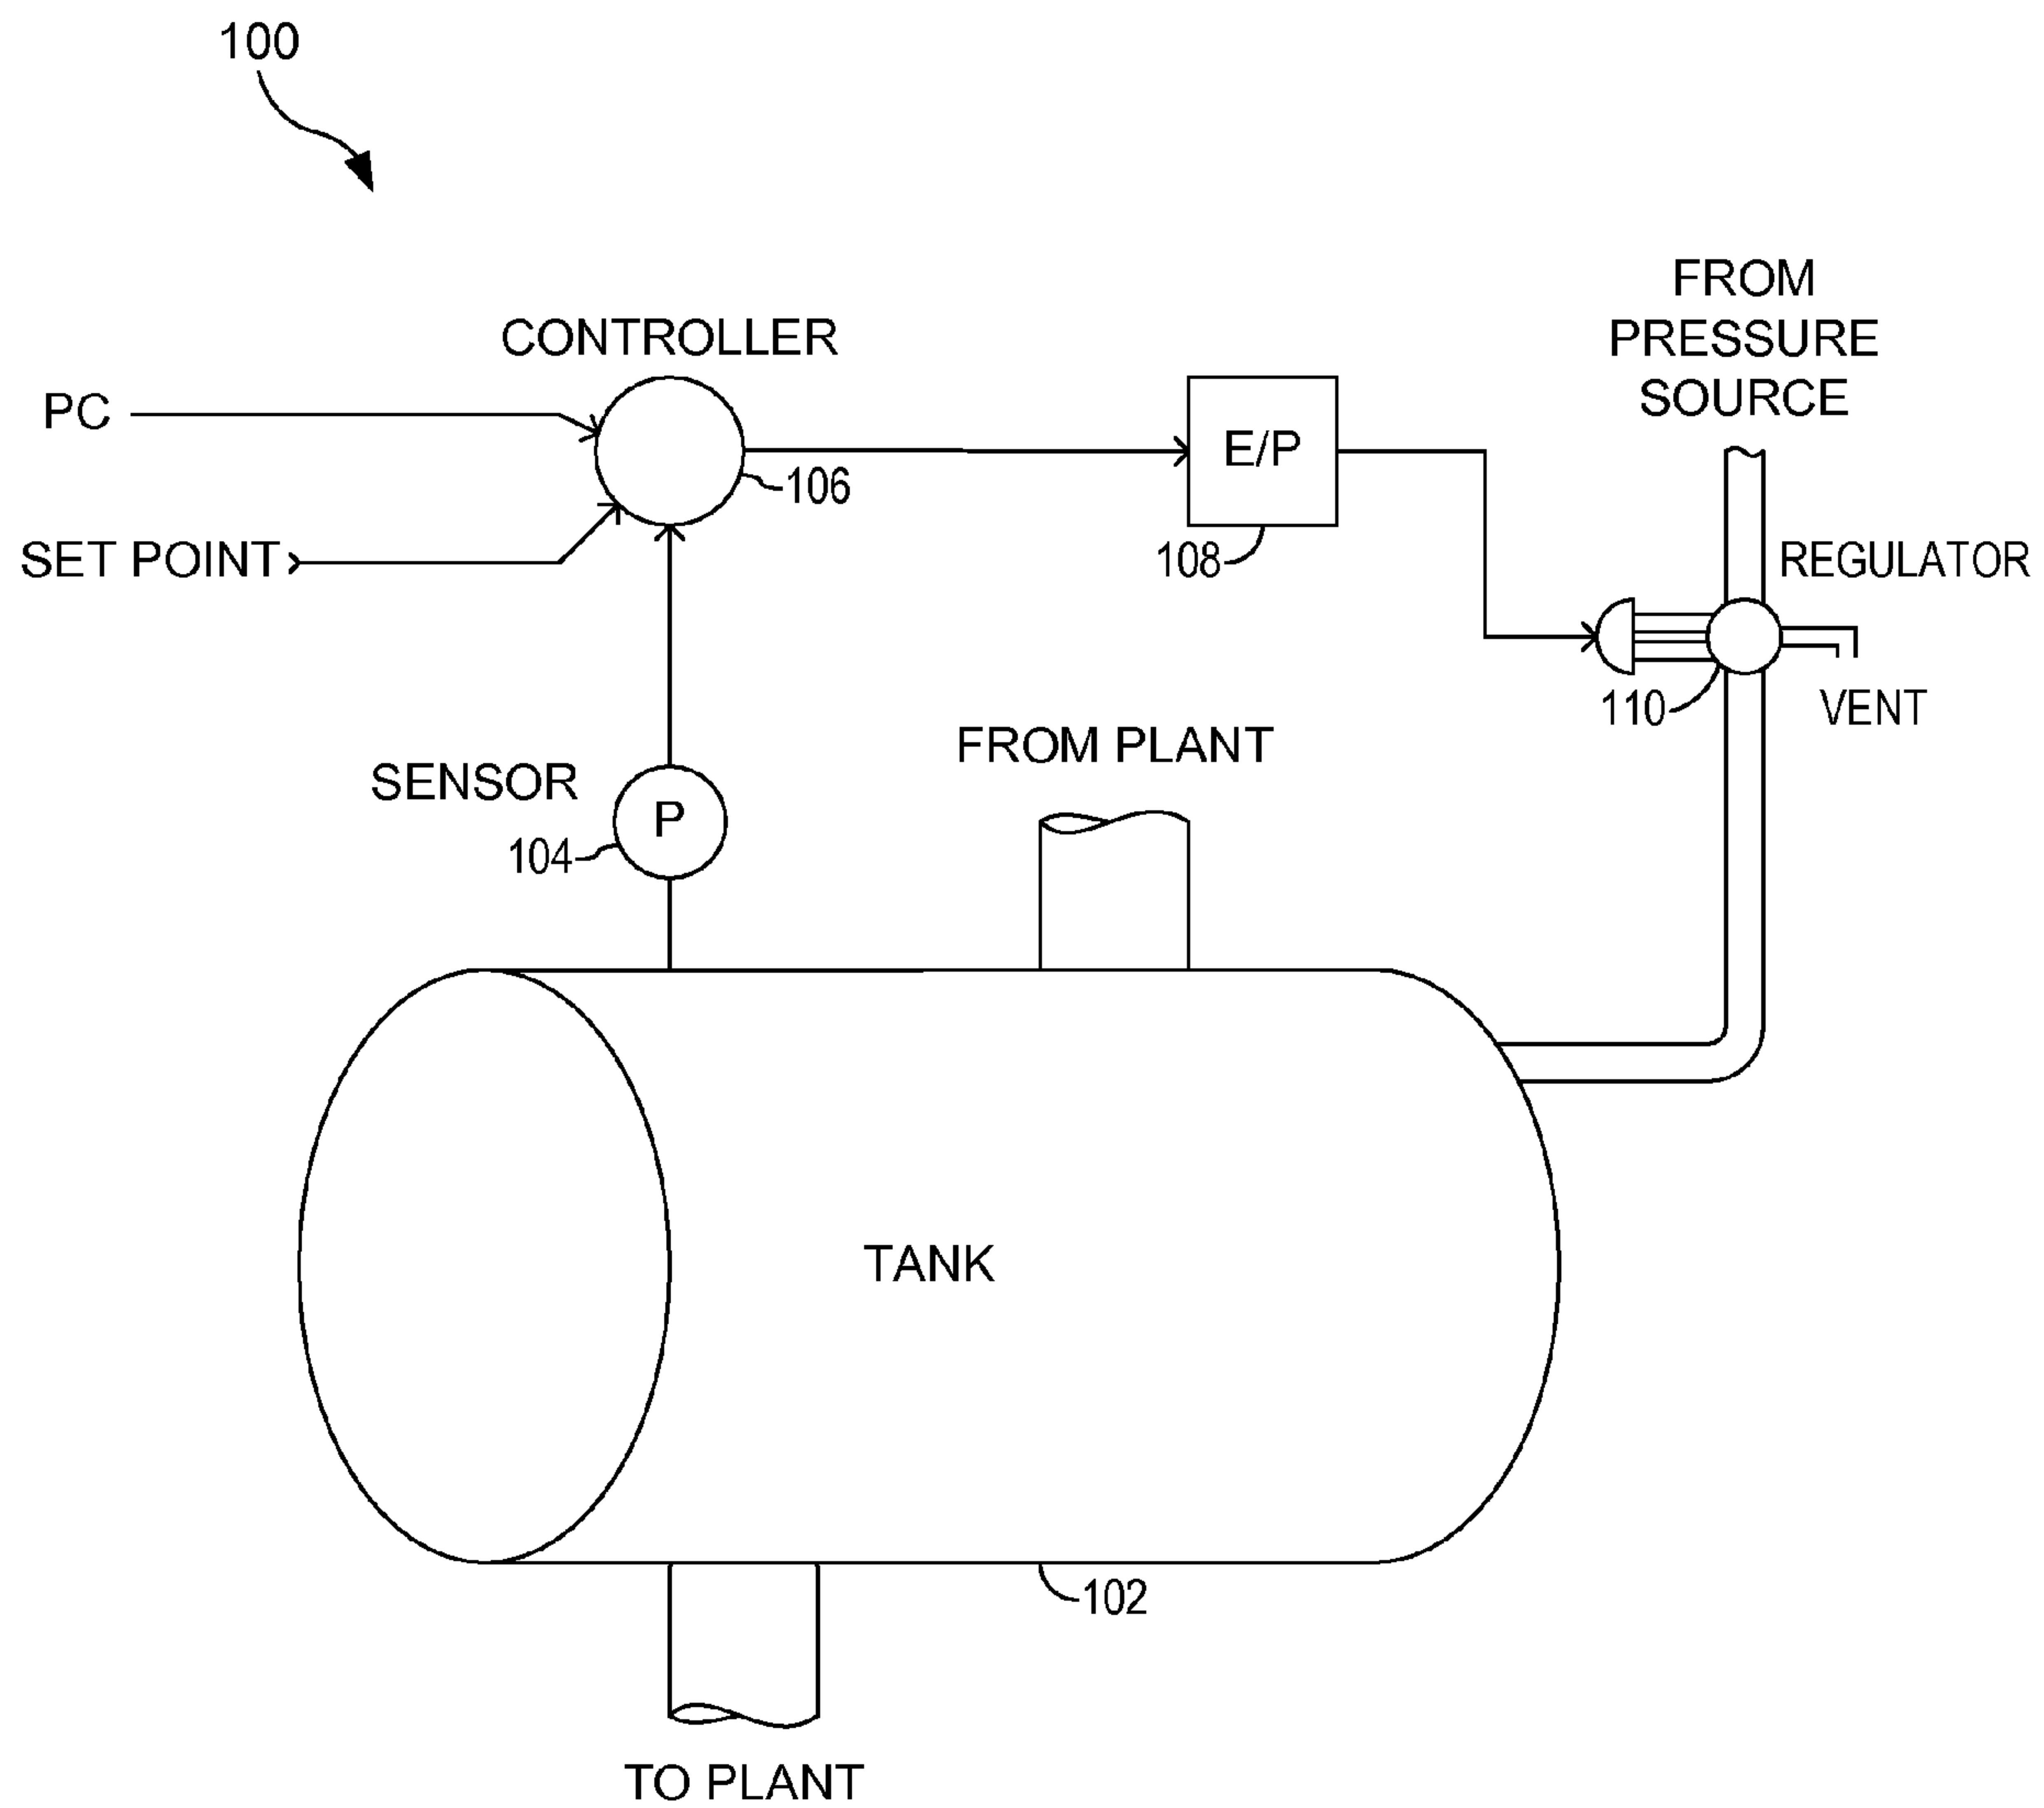 100
FROM
PRESSURE
SOURCE
CONTROLLER
PC
E/P
106
SET POINT
108
REGULATOR
110
VENT
FROM PLANT
SENSOR
P
104
TANK
102
TO PLANT